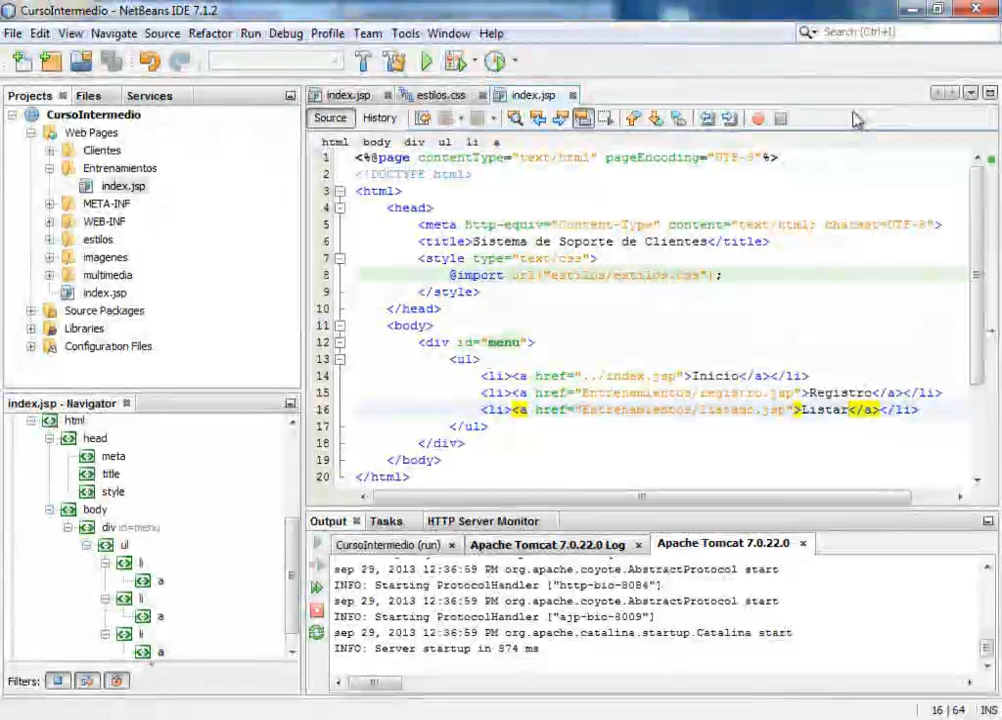 CursoIntermedio - NetBeans IDE 7.1.2
File Edit View Navigate Source Refactor Run Debug Profile Team Tools Window Help
Search (Ctrl+I)
Projects Files Services
CursoIntermedio
Web Pages
Clientes
Entrenamientos
index.jsp
META-INF
WEB-INF
estilos
imagenes
multimedia
index.jsp
Source Packages
Libraries
Configuration Files
index.jsp - Navigator
html
head
meta
title
style
body
div id=menu
ul
li
a
li
a
li
a
Filters:
index.jsp estilos.css index.jsp
Source History
html body div ul li a
1 <%@page contentType="text/html" pageEncoding="UTF-8"%>
2 <!DOCTYPE html>
3 <html>
4 <head>
5 <meta http-equiv="Content-Type" content="text/html; charset=UTF-8">
6 <title>Sistema de Soporte de Clientes</title>
7 <style type="text/css">
8 @import url("estilos/estilos.css");
9 </style>
10 </head>
11 <body>
12 <div id="menu">
13 <ul>
14 <li><a href="../index.jsp">Inicio</a></li>
15 <li><a href="Entrenamientos/registro.jsp">Registro</a></li>
16 <li><a href="Entrenamientos/listado.jsp">Listar</a></li>
17 </ul>
18 </div>
19 </body>
20 </html>
Output Tasks HTTP Server Monitor
CursoIntermedio (run) Apache Tomcat 7.0.22.0 Log Apache Tomcat 7.0.22.0
sep 29, 2013 12:36:59 PM org.apache.coyote.AbstractProtocol start
INFO: Starting ProtocolHandler ["http-bio-8084"]
sep 29, 2013 12:36:59 PM org.apache.coyote.AbstractProtocol start
INFO: Starting ProtocolHandler ["ajp-bio-8009"]
sep 29, 2013 12:36:59 PM org.apache.catalina.startup.Catalina start
INFO: Server startup in 874 ms
16 | 64 INS